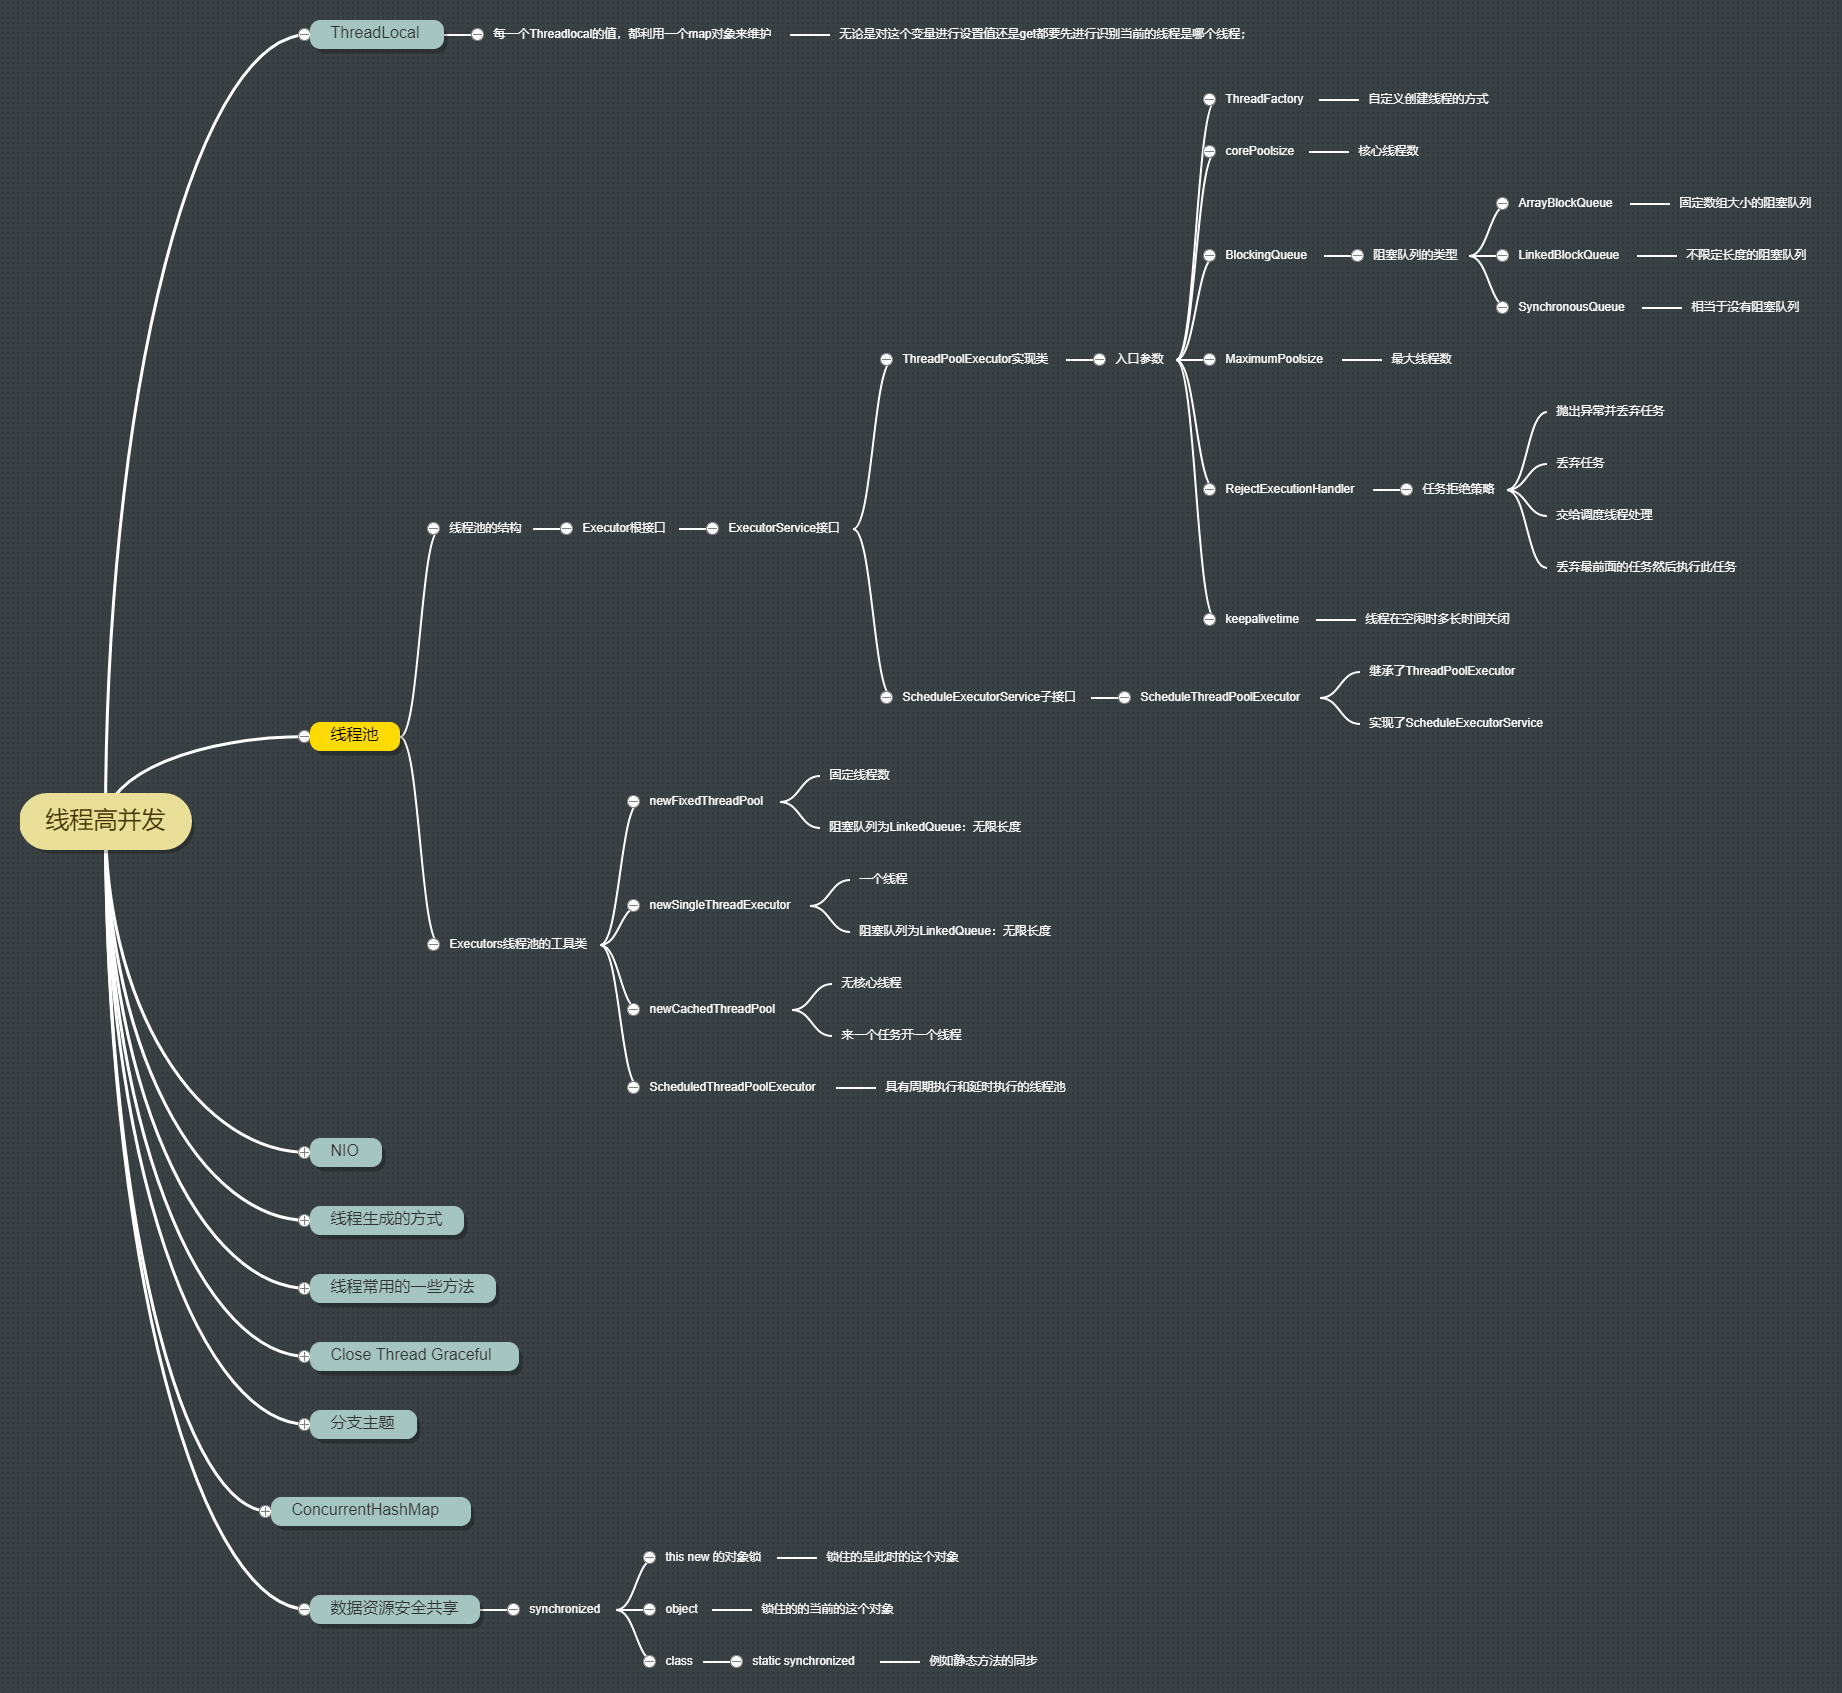 ThreadLocal
每一个Threadlocal的值，都利用一个map对象来维护
无论是对这个变量进行设置值还是get都要先进行识别当前的线程是哪个线程；
ThreadFactory
自定义创建线程的方式
corePoolsize
核心线程数
ArrayBlockQueue
固定数组大小的阻塞队列
BlockingQueue
阻塞队列的类型
LinkedBlockQueue
不限定长度的阻塞队列
SynchronousQueue
相当于没有阻塞队列
ThreadPoolExecutor实现类
入口参数
MaximumPoolsize
最大线程数
抛出异常并丢弃任务
丢弃任务
RejectExecutionHandler
任务拒绝策略
交给调度线程处理
线程池的结构
Executor根接口
ExecutorService接口
丢弃最前面的任务然后执行此任务
keepalivetime
线程在空闲时多长时间关闭
继承了ThreadPoolExecutor
ScheduleExecutorService子接口
ScheduleThreadPoolExecutor
实现了ScheduleExecutorService
线程池
固定线程数
newFixedThreadPool
阻塞队列为LinkedQueue：无限长度
线程高并发
一个线程
newSingleThreadExecutor
阻塞队列为LinkedQueue：无限长度
Executors线程池的工具类
无核心线程
newCachedThreadPool
来一个任务开一个线程
ScheduledThreadPoolExecutor
具有周期执行和延时执行的线程池
NIO
线程生成的方式
线程常用的一些方法
Close Thread Graceful
分支主题
ConcurrentHashMap
this new 的对象锁
锁住的是此时的这个对象
数据资源安全共享
synchronized
object
锁住的的当前的这个对象
class
static synchronized
例如静态方法的同步